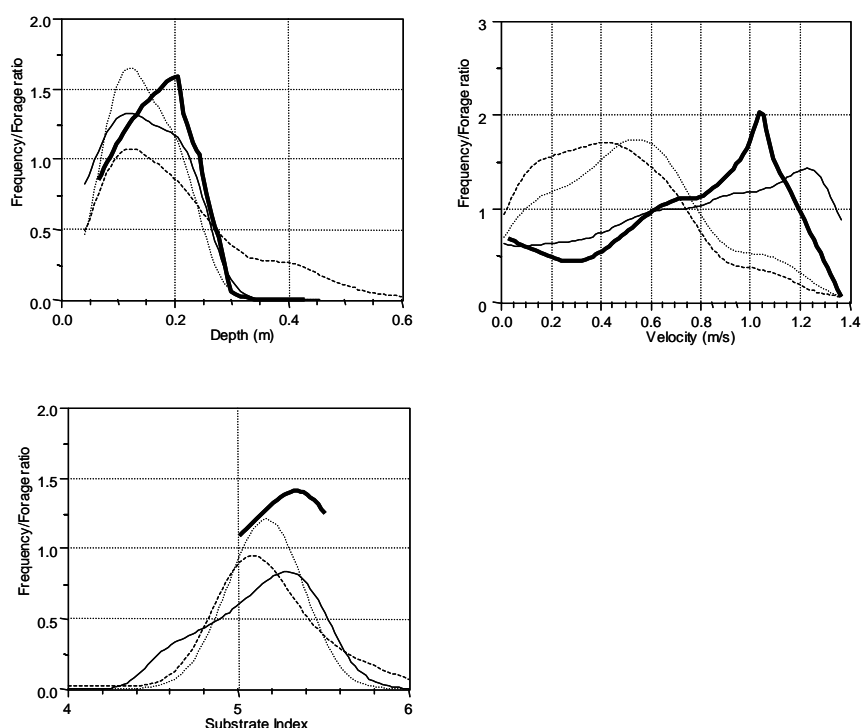 2.0
1.5
1.0
0.5
0.0
Frequency/Forage ratio
0.0 0.2 0.4 0.6
Depth (m)
3
2
1
0
Frequency/Forage ratio
0.0 0.2 0.4 0.6 0.8 1.0 1.2 1.4
Velocity (m/s)
2.0
1.5
1.0
0.5
0.0
Frequency/Forage ratio
4 5 6
Substrate Index